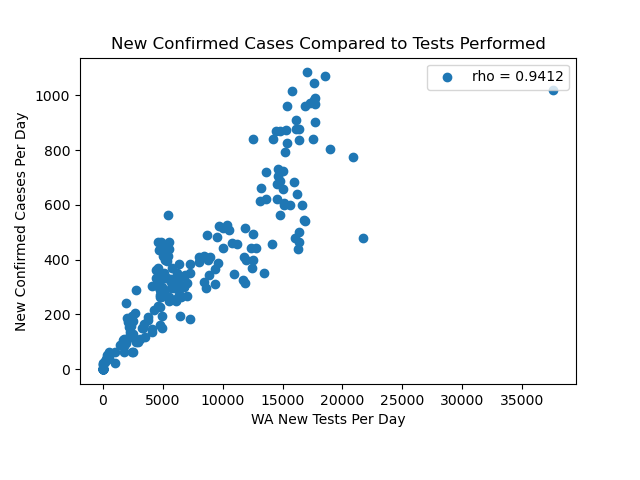 New Confirmed Cases Compared to Tests Performed
rho = 0.9412
1000
800
600
400
200
0
New Confirmed Caeses Per Day
0 5000 10000 15000 20000 25000 30000 35000
WA New Tests Per Day